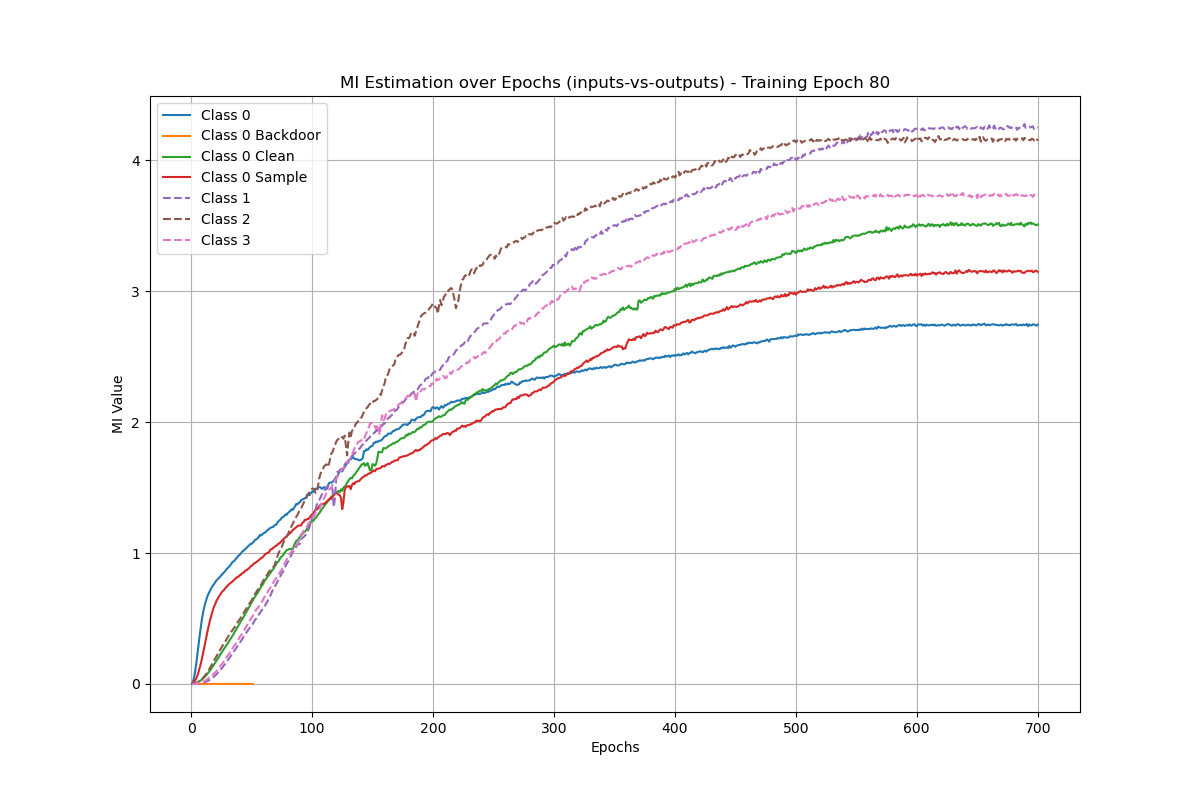 MI Estimation over Epochs (inputs-vs-outputs) - Training Epoch 80
Class 0
Class 0 Backdoor
Class 0 Clean
Class 0 Sample
Class 1
Class 2
Class 3
MI Value
4
3
2
1
0
0 100 200 300 400 500 600 700
Epochs